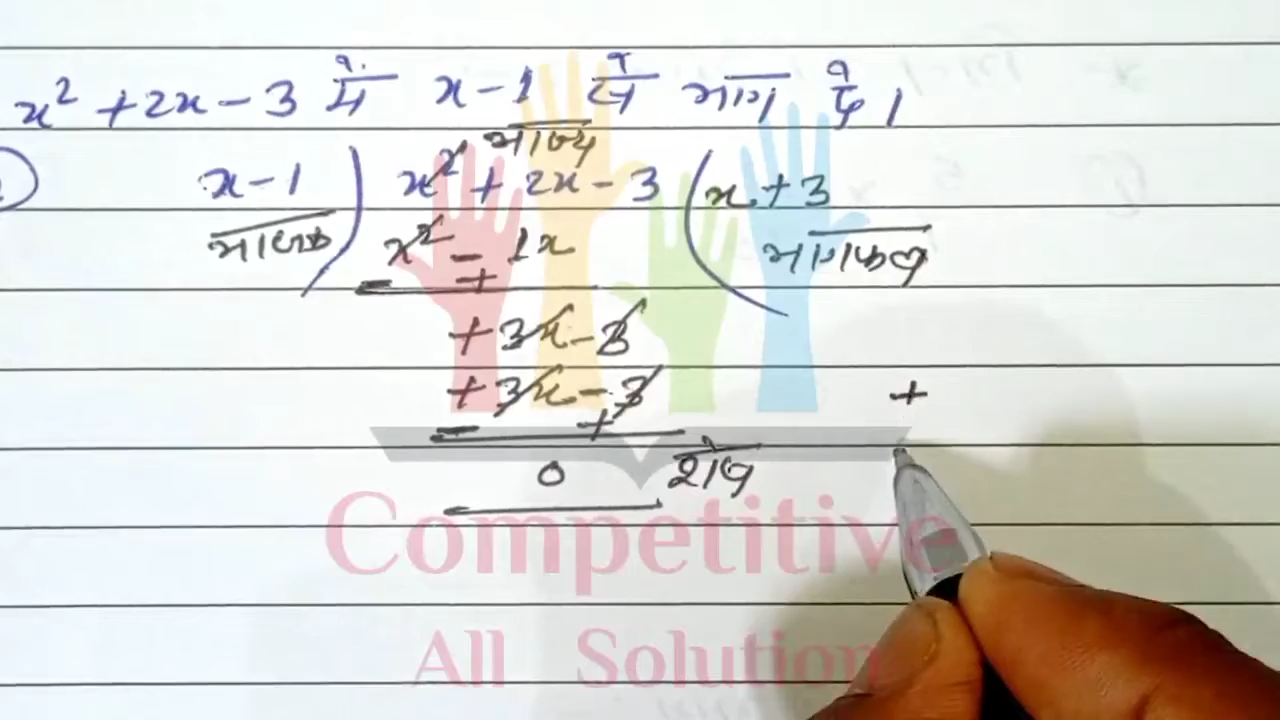 x² + 2x - 3 में x - 1 से भाग दें ।
भाज्य
x - 1 ) x² + 2x - 3 ( x + 3
भाजक x² - 1x भागफल
- +
+ 3x - 3
+ 3x - 3 +
- +
0 शेष
Competitive
All Solution